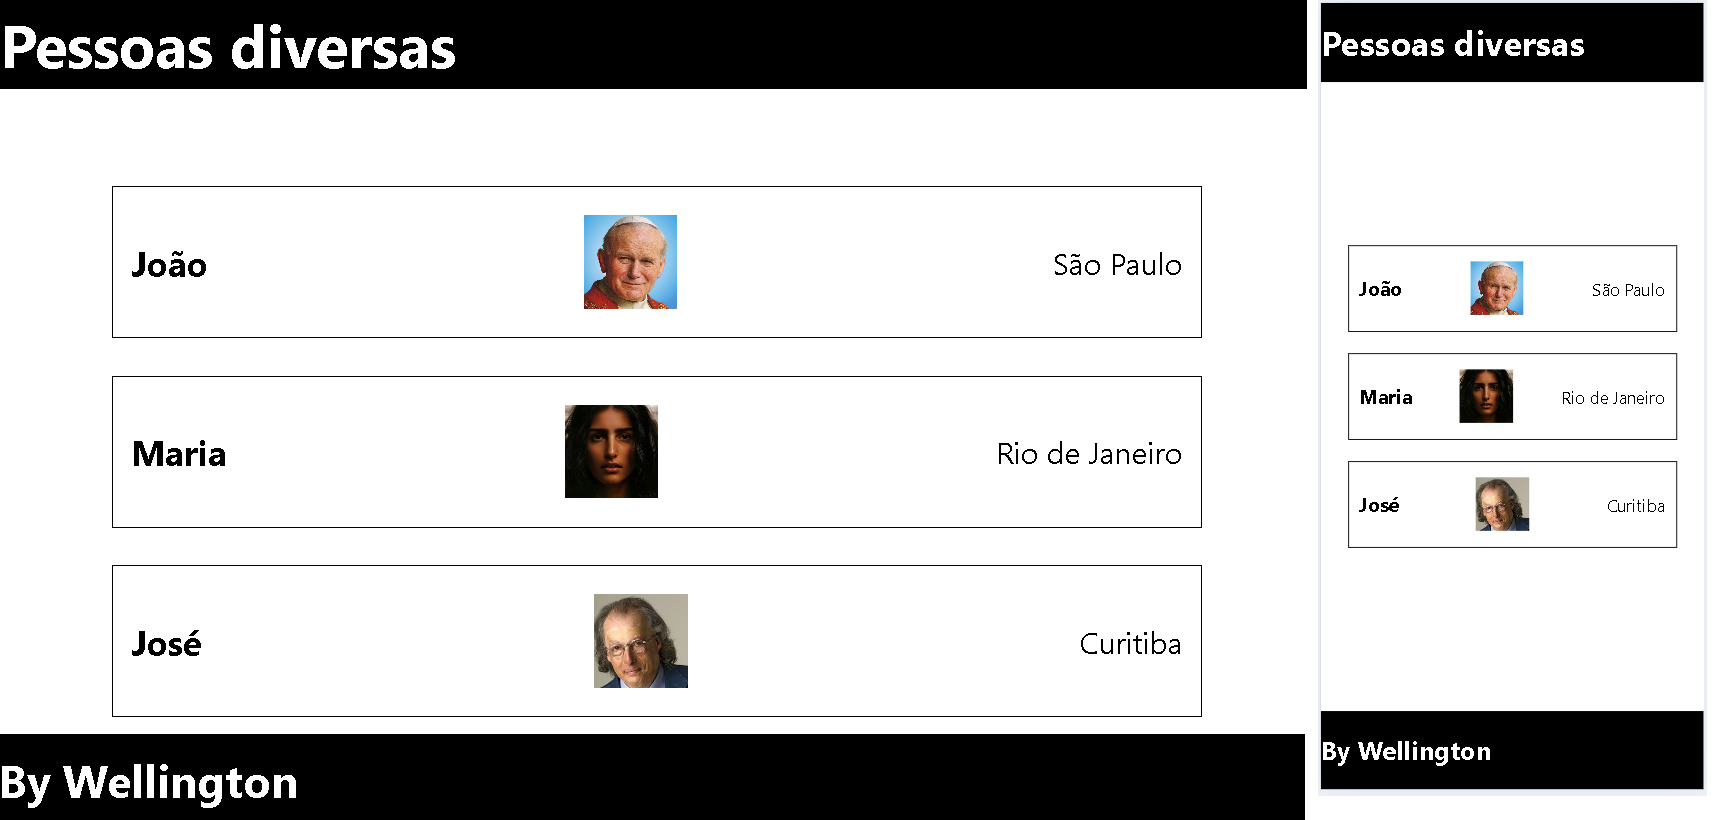 Pessoas diversas
João
São Paulo
Maria
Rio de Janeiro
José
Curitiba
By Wellington
Pessoas diversas
João
São Paulo
Maria
Rio de Janeiro
José
Curitiba
By Wellington